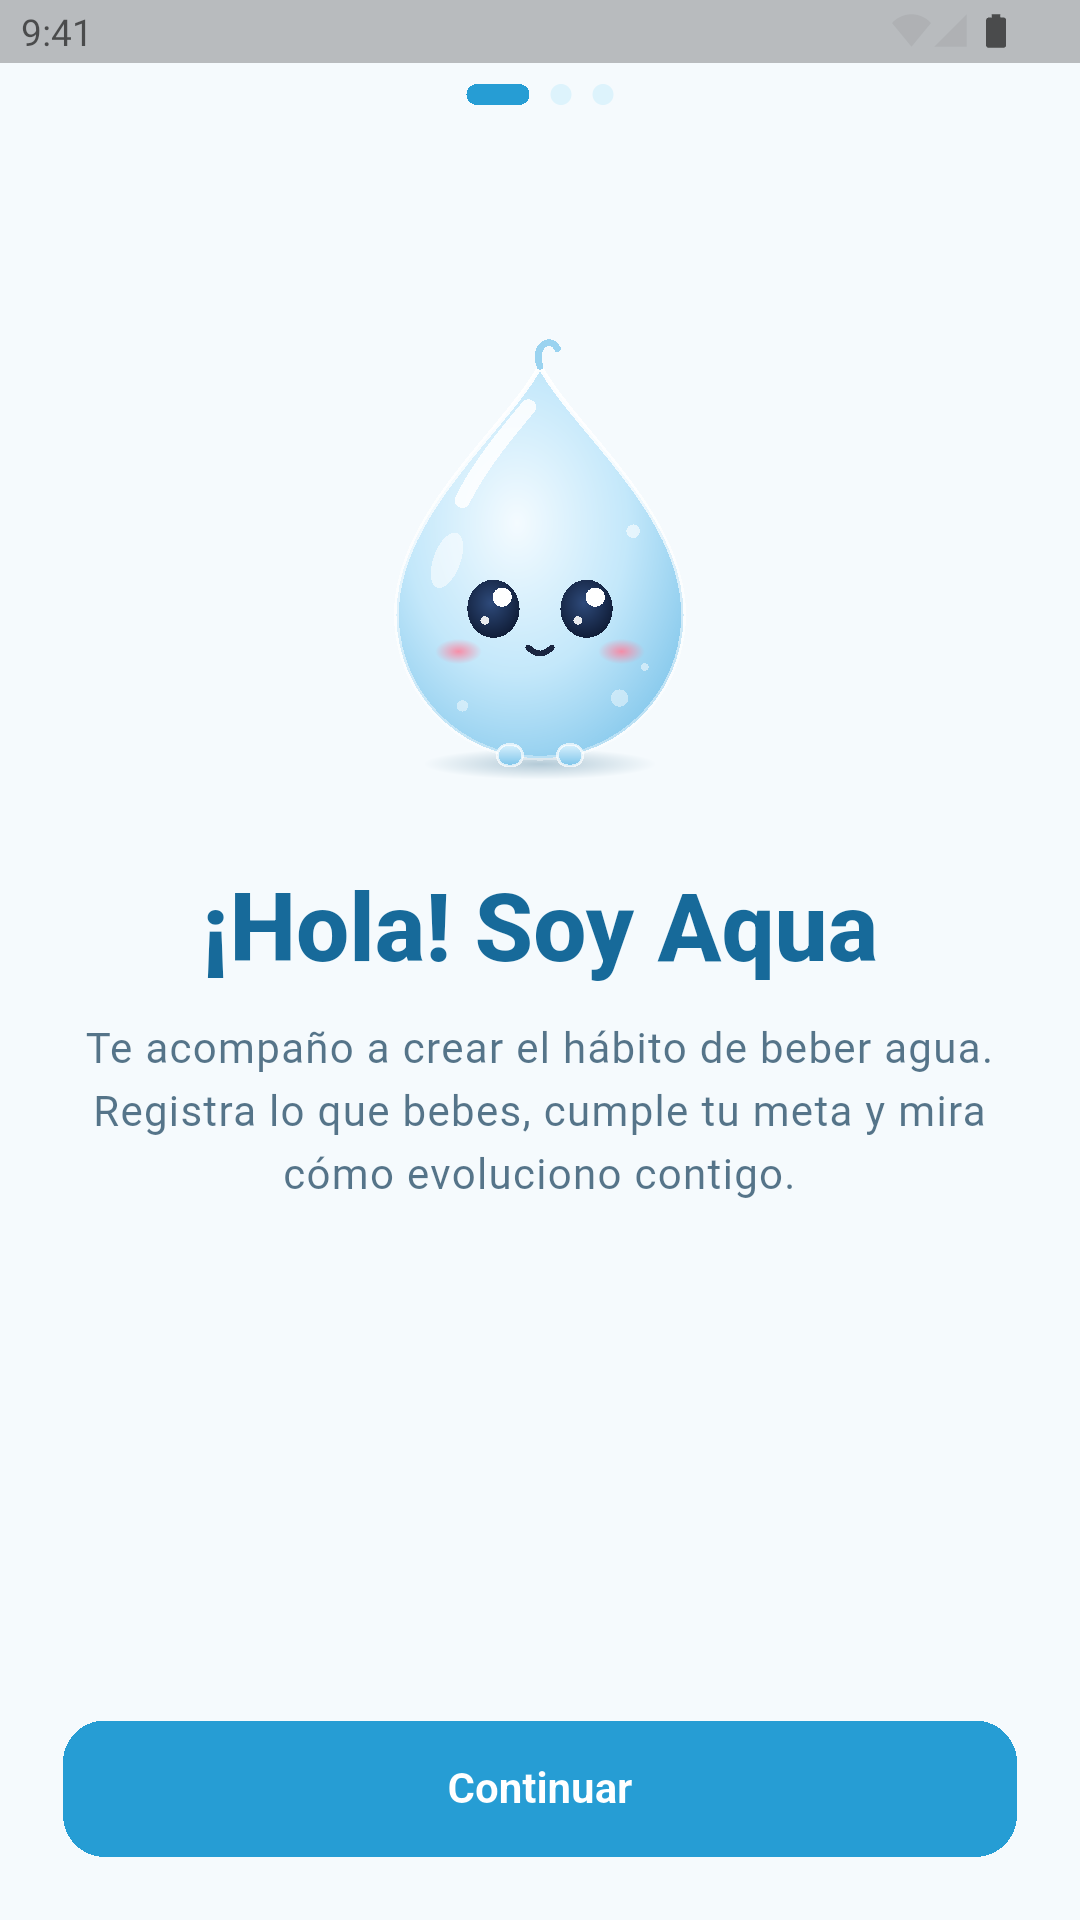 9:41
¡Hola! Soy Aqua
Te acompaño a crear el hábito de beber agua.
Registra lo que bebes, cumple tu meta y mira
cómo evoluciono contigo.
Continuar